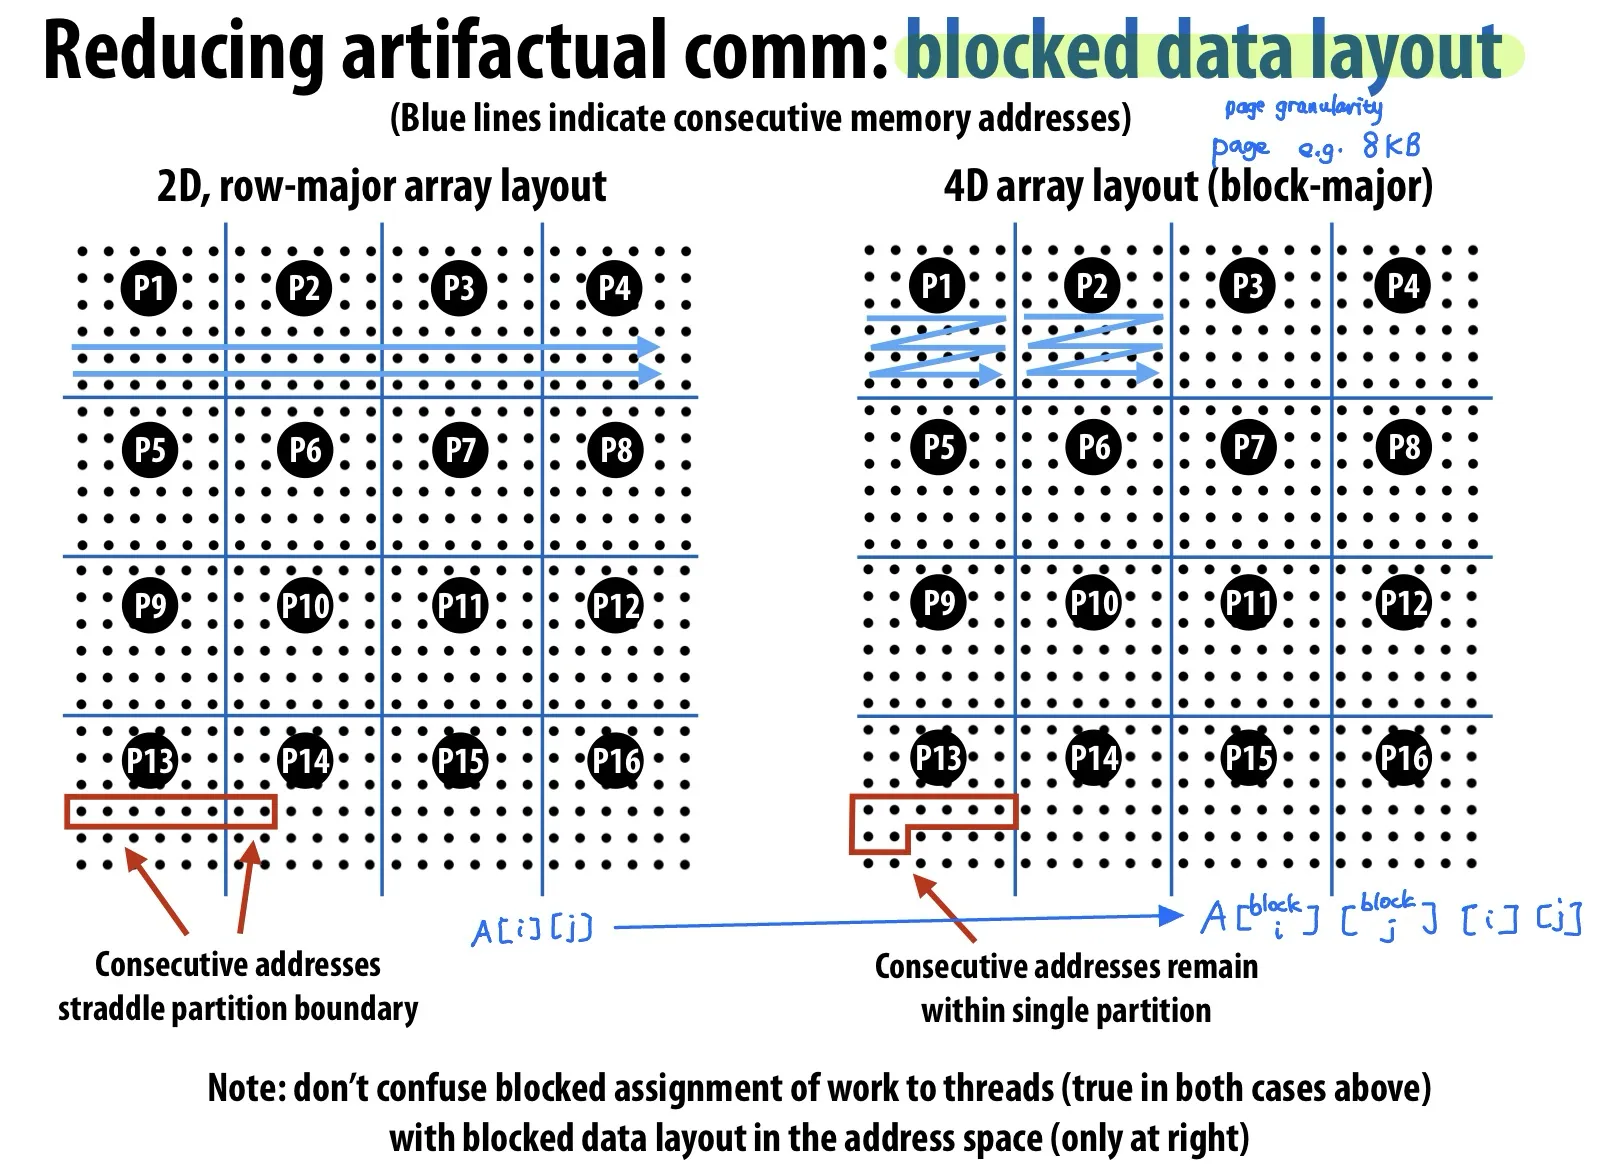 Reducing artifactual comm: blocked data layout
(Blue lines indicate consecutive memory addresses)
page granularity
page e.g. 8KB
2D, row-major array layout
4D array layout (block-major)
P1 P2 P3 P4
P5 P6 P7 P8
P9 P10 P11 P12
P13 P14 P15 P16
P1 P2 P3 P4
P5 P6 P7 P8
P9 P10 P11 P12
P13 P14 P15 P16
A[i][j]
A[block i] [block j] [i] [j]
Consecutive addresses
straddle partition boundary
Consecutive addresses remain
within single partition
Note: don’t confuse blocked assignment of work to threads (true in both cases above)
with blocked data layout in the address space (only at right)